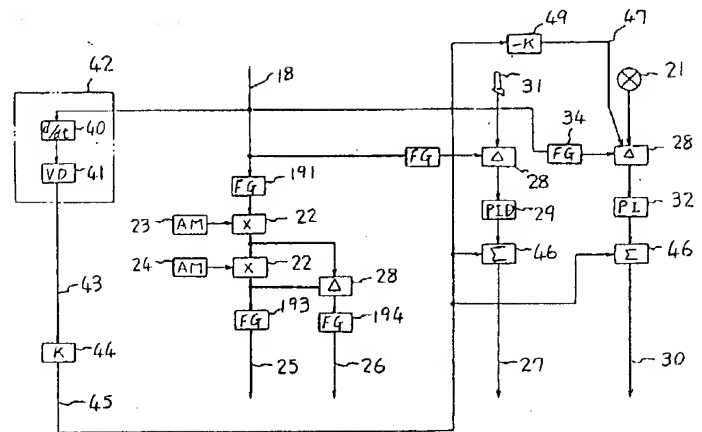 49
47
-K
42
18
31
21
d/dt
40
34
FG
FG
Δ
28
Δ
28
VD
41
FG
191
PID
29
PI
32
23
AM
X
22
24
AM
X
22
Σ
46
Σ
46
Δ
28
43
FG
193
FG
194
K
44
25
26
27
30
45